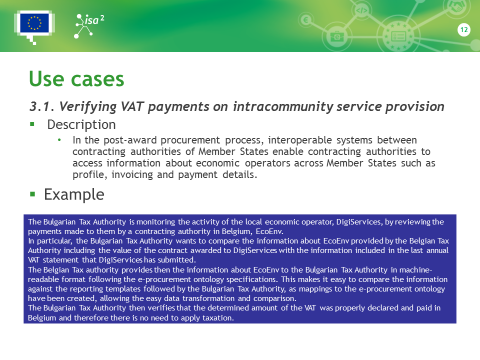 isa²
12
Use cases
3.1. Verifying VAT payments on intracommunity service provision
Description
In the post-award procurement process, interoperable systems between
contracting authorities of Member States enable contracting authorities to
access information about economic operators across Member States such as
profile, invoicing and payment details.
Example
The Bulgarian Tax Authority is monitoring the activity of the local economic operator, DigiServices, by reviewing the
payments made to them by a contracting authority in Belgium, EcoEnv.
In particular, the Bulgarian Tax Authority wants to compare the information about EcoEnv provided by the Belgian Tax
Authority including the value of the contract awarded to DigiServices with the information included in the last annual
VAT statement that DigiServices has submitted.
The Belgian Tax authority provides then the information about EcoEnv to the Bulgarian Tax Authority in machine-
readable format following the e-procurement ontology specifications. This makes it easy to compare the information
against the reporting templates followed by the Bulgarian Tax Authority, as mappings to the e-procurement ontology
have been created, allowing the easy data transformation and comparison.
The Bulgarian Tax Authority then verifies that the determined amount of the VAT was properly declared and paid in
Belgium and therefore there is no need to apply taxation.